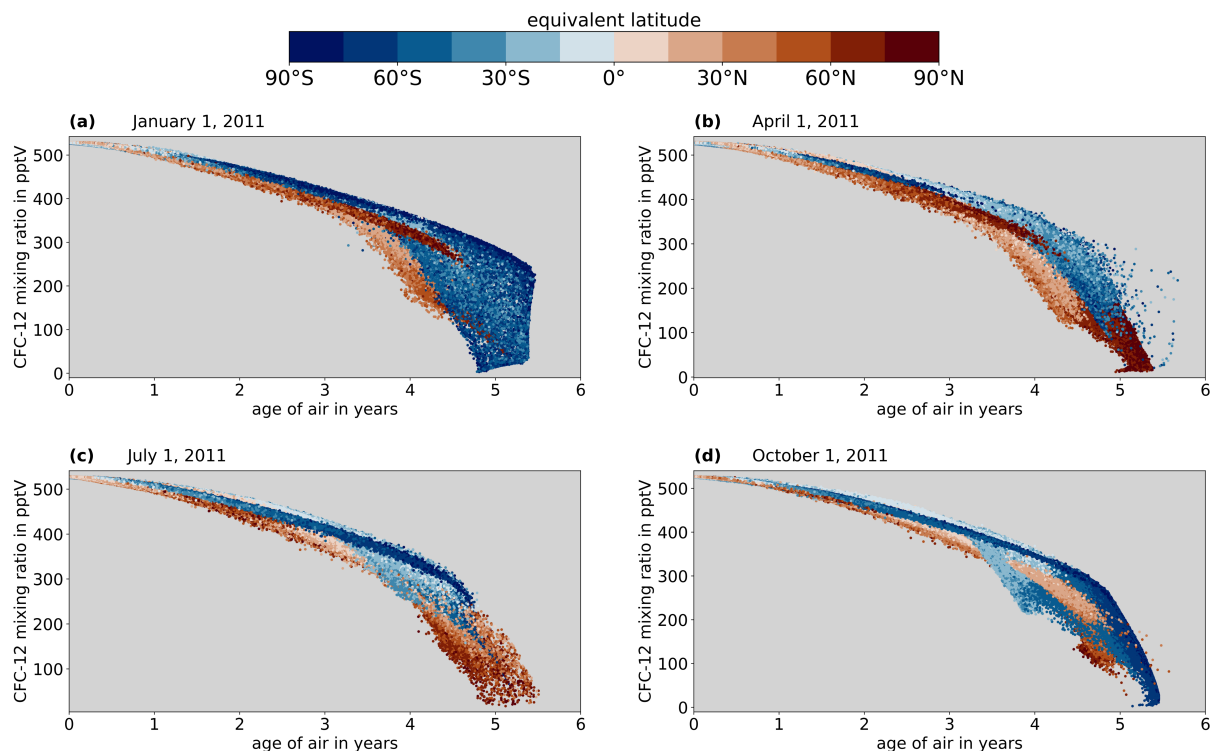 equivalent latitude
90°S 60°S 30°S 0° 30°N 60°N 90°N
(a) January 1, 2011
CFC-12 mixing ratio in pptV
500
400
300
200
100
0
0 1 2 3 4 5 6
age of air in years
(b) April 1, 2011
CFC-12 mixing ratio in pptV
500
400
300
200
100
0
0 1 2 3 4 5 6
age of air in years
(c) July 1, 2011
CFC-12 mixing ratio in pptV
500
400
300
200
100
0 1 2 3 4 5 6
age of air in years
(d) October 1, 2011
CFC-12 mixing ratio in pptV
500
400
300
200
100
0
0 1 2 3 4 5 6
age of air in years